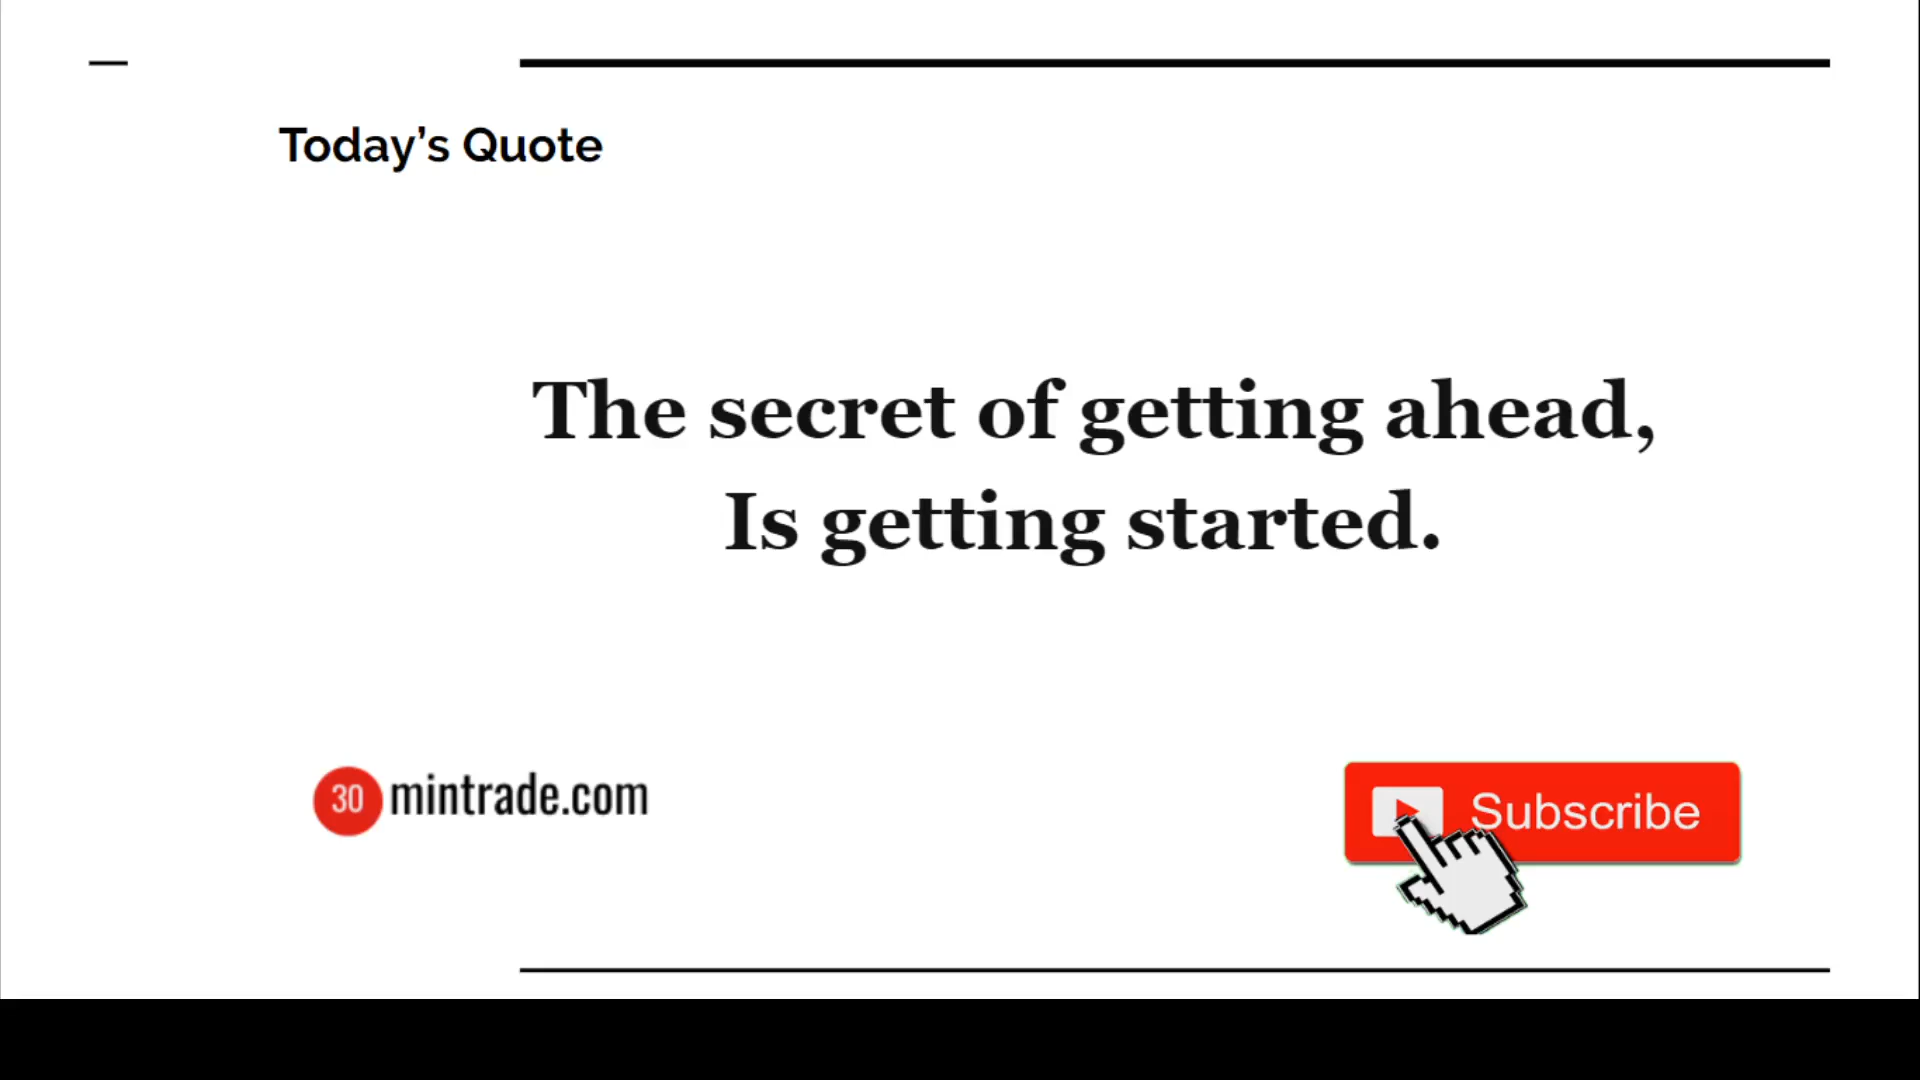 Today’s Quote
The secret of getting ahead,
Is getting started.
30 mintrade.com
Subscribe